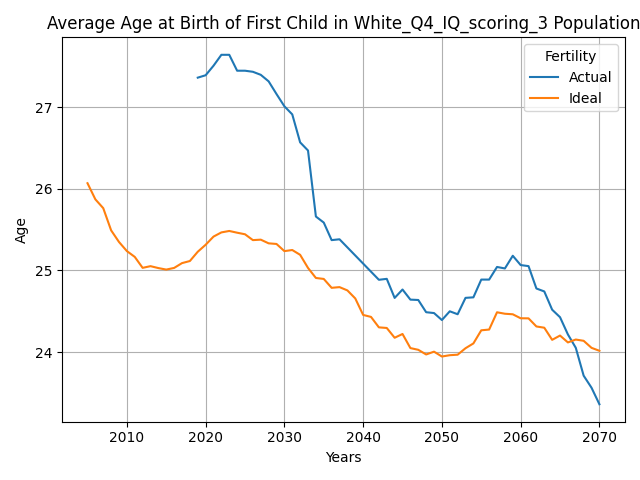 Average Age at Birth of First Child in White_Q4_IQ_scoring_3 Population
Fertility
Actual
Ideal
27
26
25
24
Age
2010 2020 2030 2040 2050 2060 2070
Years